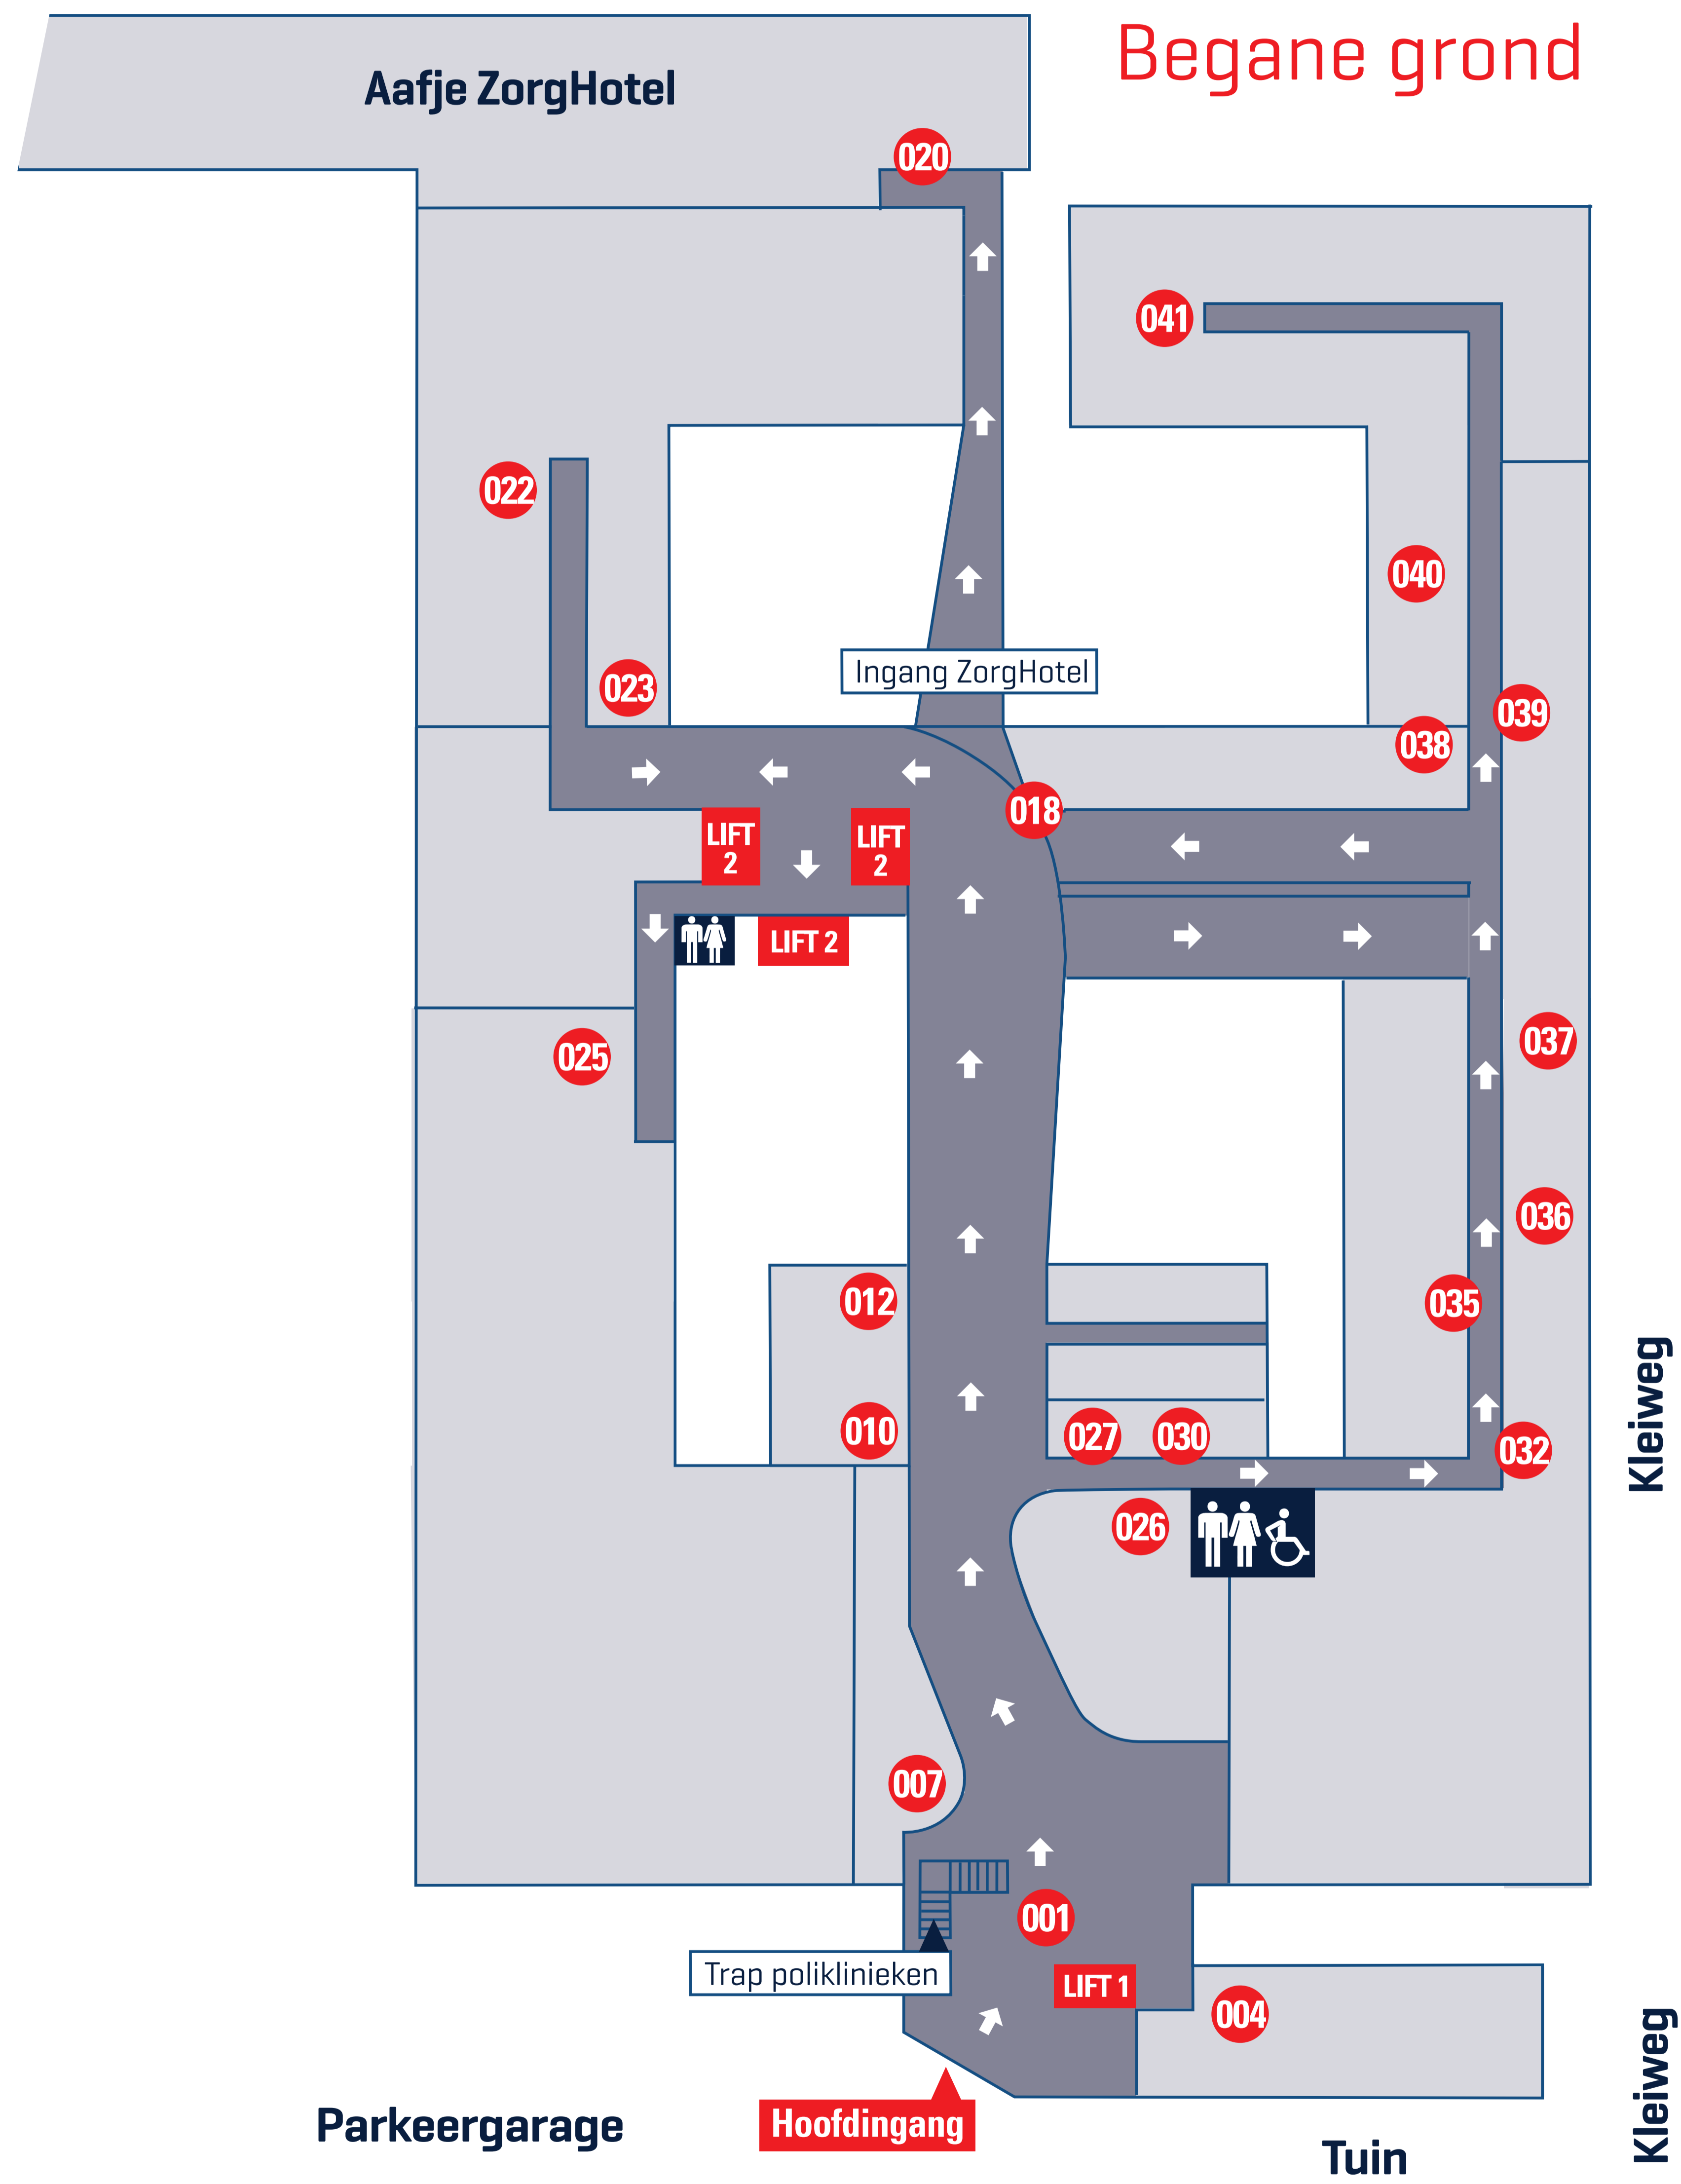 Begane grond
Aafje ZorgHotel
020
041
022
040
Ingang ZorgHotel
023
039
038
018
LIFT
2
LIFT
2
LIFT 2
025
037
036
Kleiweg
012
035
010
027
030
032
026
007
001
Trap poliklinieken
LIFT 1
004
Kleiweg
Hoofdingang
Parkeergarage
Tuin